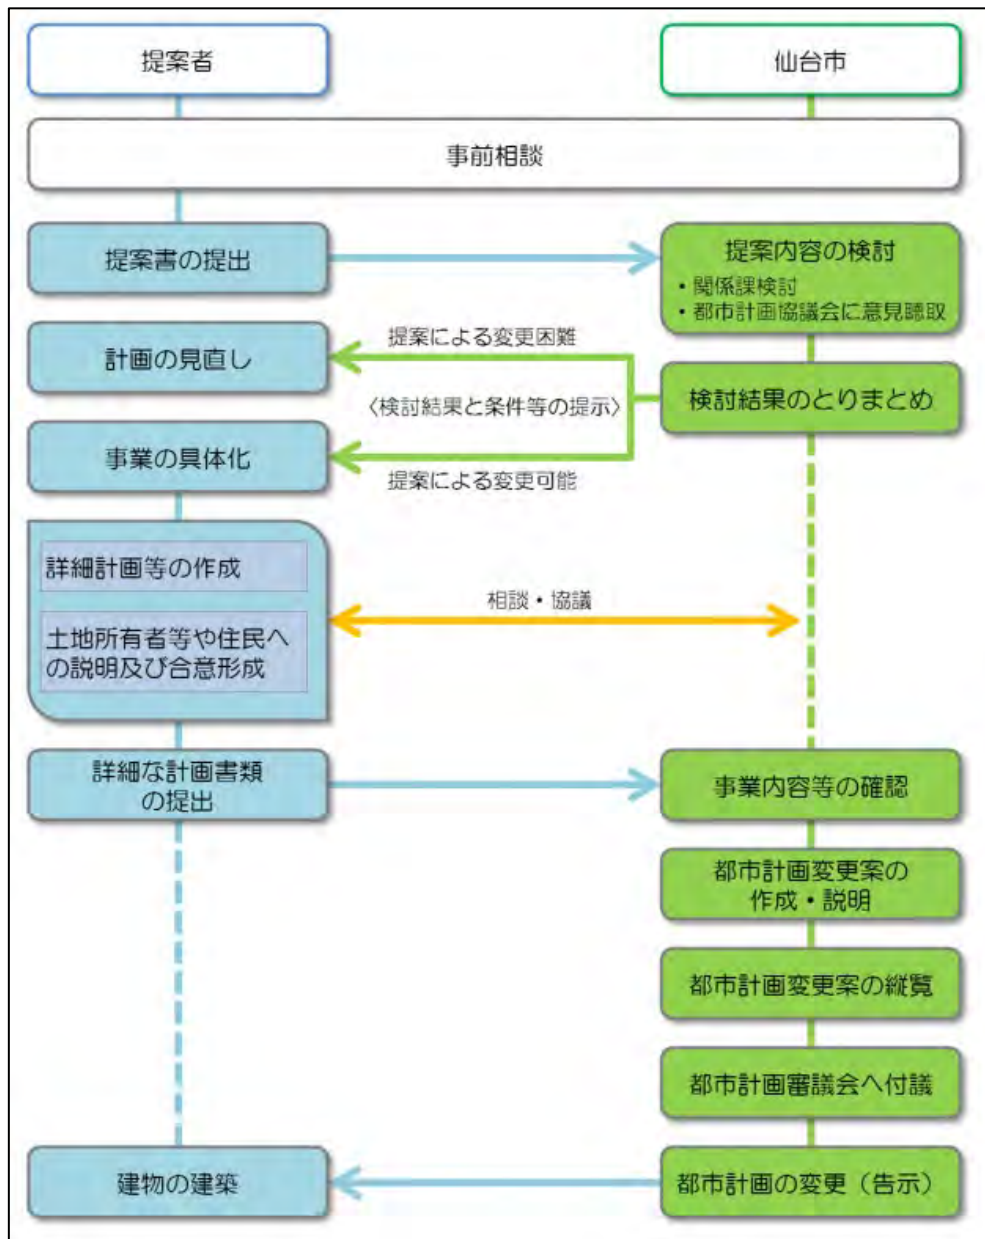 提案者
仙台市
事前相談
提案書の提出
提案内容の検討
・関係課検討
・都市計画協議会に意見聴取
提案による変更困難
計画の見直し
〈検討結果と条件等の提示〉
検討結果のとりまとめ
事業の具体化
提案による変更可能
詳細計画等の作成
相談・協議
土地所有者等や住民へ
の説明及び合意形成
詳細な計画書類
の提出
事業内容等の確認
都市計画変更案の
作成・説明
都市計画変更案の縦覧
都市計画審議会へ付議
建物の建築
都市計画の変更（告示）